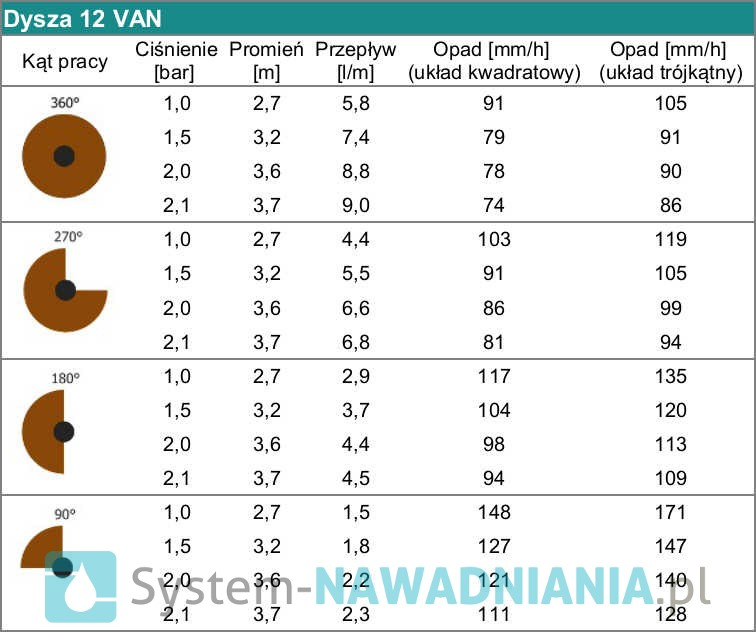 Dysza 12 VAN
Kąt pracy Ciśnienie [bar] Promień [m] Przepływ [l/m] Opad [mm/h] (układ kwadratowy) Opad [mm/h] (układ trójkątny)
360°
1,0 2,7 5,8 91 105
1,5 3,2 7,4 79 91
2,0 3,6 8,8 78 90
2,1 3,7 9,0 74 86
270°
1,0 2,7 4,4 103 119
1,5 3,2 5,5 91 105
2,0 3,6 6,6 86 99
2,1 3,7 6,8 81 94
180°
1,0 2,7 2,9 117 135
1,5 3,2 3,7 104 120
2,0 3,6 4,4 98 113
2,1 3,7 4,5 94 109
90°
1,0 2,7 1,5 148 171
1,5 3,2 1,8 127 147
2,0 3,6 2,2 121 140
System-NAWADNIANIA.pl
2,1 3,7 2,3 111 128